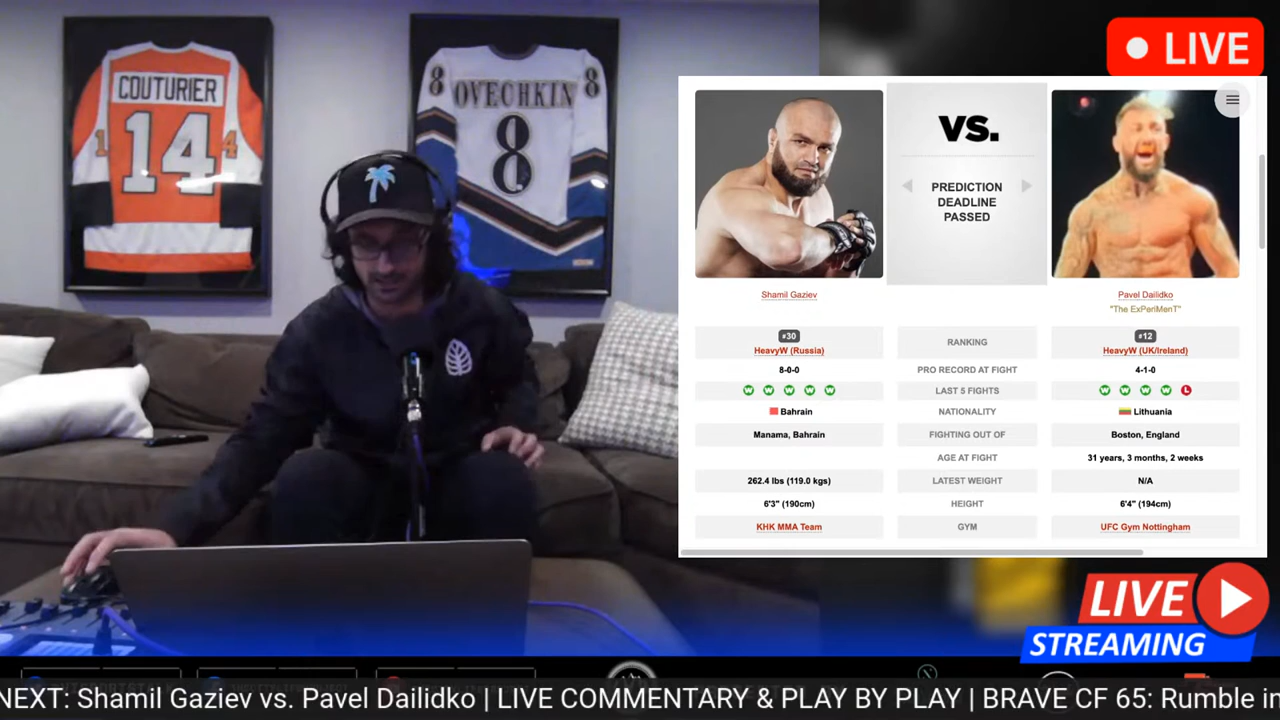 LIVE
COUTURIER
14
14
8
OVECHKIN
8
8
VS.
PREDICTION
DEADLINE
PASSED
Shamil Gaziev
Pavel Dailidko
"The ExPeriMenT"
#30
HeavyW (Russia)
RANKING
#12
HeavyW (UK/Ireland)
8-0-0
PRO RECORD AT FIGHT
4-1-0
W W W W W
LAST 5 FIGHTS
W W W W L
Bahrain
NATIONALITY
Lithuania
Manama, Bahrain
FIGHTING OUT OF
Boston, England
AGE AT FIGHT
31 years, 3 months, 2 weeks
262.4 lbs (119.0 kgs)
LATEST WEIGHT
N/A
6'3" (190cm)
HEIGHT
6'4" (194cm)
KHK MMA Team
GYM
UFC Gym Nottingham
LIVE
STREAMING
NEXT: Shamil Gaziev vs. Pavel Dailidko | LIVE COMMENTARY & PLAY BY PLAY | BRAVE CF 65: Rumble in